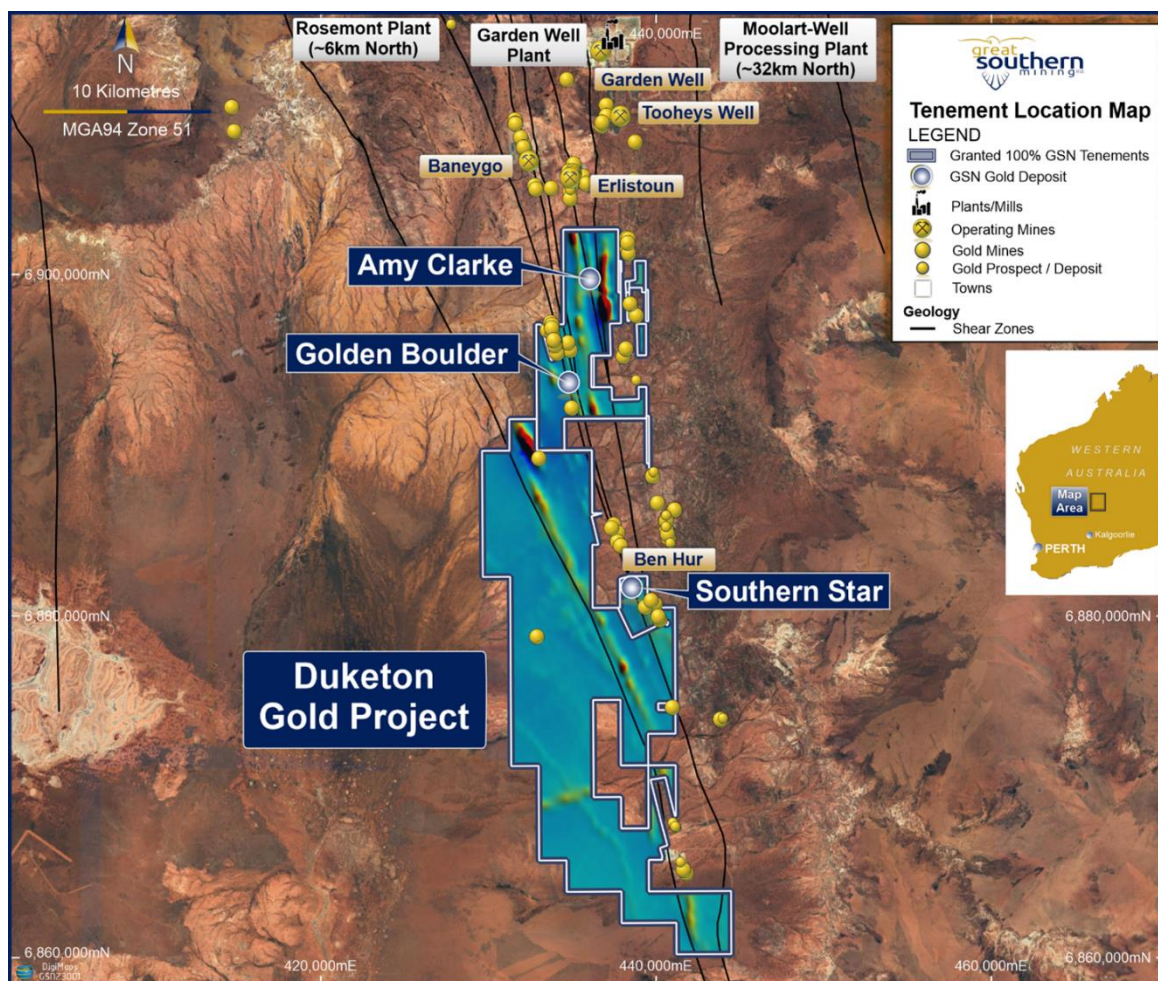 Rosemont Plant
(~6km North)
Garden Well
Plant
440,000mE
Moolart-Well
Processing Plant
(~32km North)
N
10 Kilometres
MGA94 Zone 51
Garden Well
Tooheys Well
Baneygo
Erlistoun
great
southern
mining
Tenement Location Map
LEGEND
Granted 100% GSN Tenements
GSN Gold Deposit
Plants/Mills
Operating Mines
Gold Mines
Gold Prospect / Deposit
Towns
Geology
Shear Zones
6,900,000mN
Amy Clarke
Golden Boulder
WESTERN
AUSTRALIA
Map
Area
Kalgoorlie
PERTH
Ben Hur
Southern Star
6,880,000mN
6,880,000mN
Duketon
Gold Project
6,860,000mN
420,000mE
440,000mE
460,000mE
6,860,000mN
DigiMaps